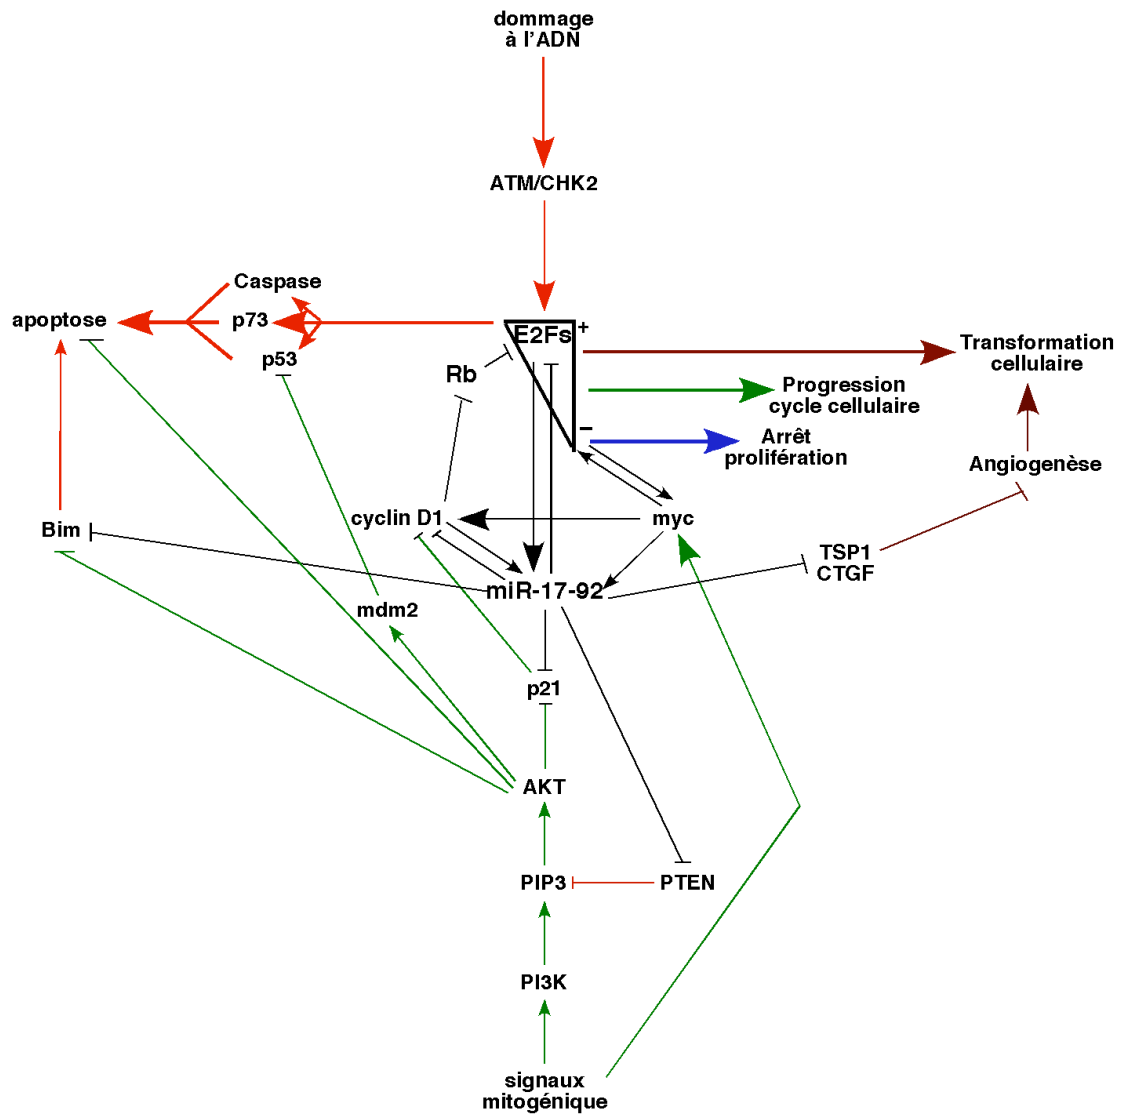 dommage
à l'ADN
ATM/CHK2
Caspase
apoptose
p73
p53
E2Fs
+
Rb
Transformation
cellulaire
Progression
cycle cellulaire
−
Arrêt
prolifération
Angiogenèse
cyclin D1
myc
Bim
TSP1
CTGF
miR-17-92
mdm2
p21
AKT
PIP3
PTEN
PI3K
signaux
mitogénique